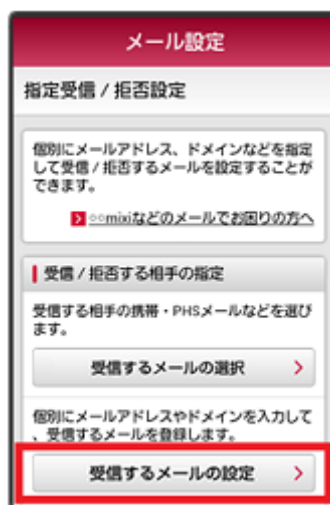 メール設定
指定受信 / 拒否設定
個別にメールアドレス、ドメインなどを指定
して受信 / 拒否するメールを設定することが
できます。
○○mixiなどのメールでお困りの方へ
受信 / 拒否する相手の指定
受信する相手の携帯・PHSメールなどを選び
ます。
受信するメールの選択
個別にメールアドレスやドメインを入力して
、受信するメールを登録します。
受信するメールの設定